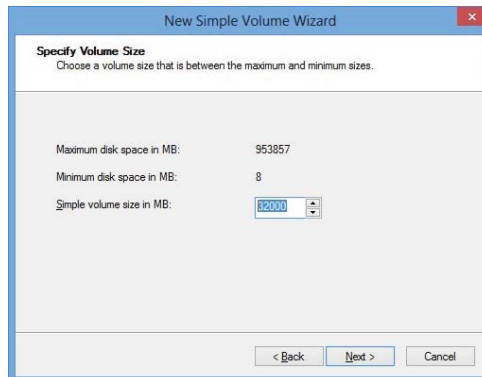 New Simple Volume Wizard
Specify Volume Size
Choose a volume size that is between the maximum and minimum sizes.
Maximum disk space in MB: 953857
Minimum disk space in MB: 8
Simple volume size in MB: 32000
< Back Next > Cancel